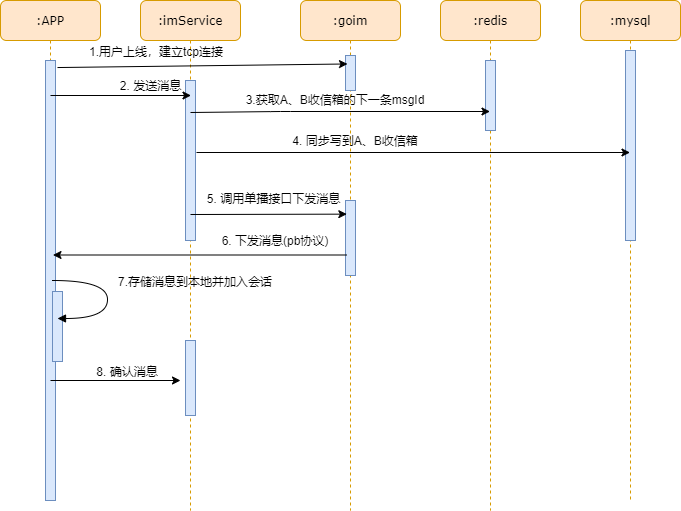 :APP
:imService
:goim
:redis
:mysql
1.用户上线，建立tcp连接
2. 发送消息
3.获取A、B收信箱的下一条msgId
4. 同步写到A、B收信箱
5. 调用单播接口下发消息
6. 下发消息(pb协议)
7.存储消息到本地并加入会话
8. 确认消息